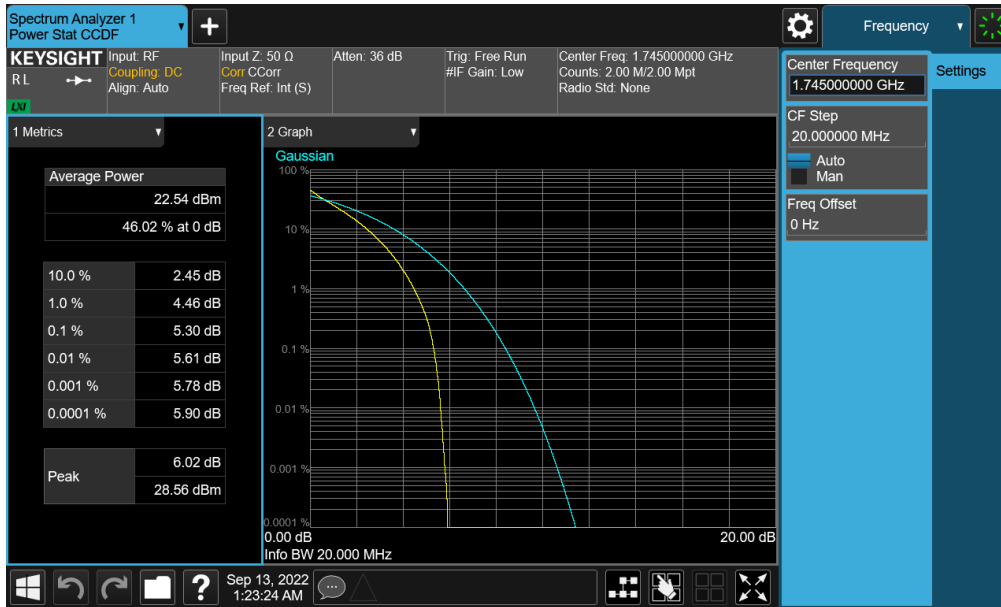 Spectrum Analyzer 1
Power Stat CCDF
+
Frequency
KEYSIGHT
R L
LXI
Input: RF
Coupling: DC
Align: Auto
Input Z: 50 Ω
Corr CCorr
Freq Ref: Int (S)
Atten: 36 dB
Trig: Free Run
#IF Gain: Low
Center Freq: 1.745000000 GHz
Counts: 2.00 M/2.00 Mpt
Radio Std: None
Center Frequency
1.745000000 GHz
Settings
CF Step
20.000000 MHz
Auto
Man
Freq Offset
0 Hz
1 Metrics
Average Power
22.54 dBm
46.02 % at 0 dB
10.0 % 2.45 dB
1.0 % 4.46 dB
0.1 % 5.30 dB
0.01 % 5.61 dB
0.001 % 5.78 dB
0.0001 % 5.90 dB
Peak
6.02 dB
28.56 dBm
2 Graph
Gaussian
100 %
10 %
1 %
0.1 %
0.01 %
0.001 %
0.0001 %
0.00 dB 20.00 dB
Info BW 20.000 MHz
?
Sep 13, 2022
1:23:24 AM